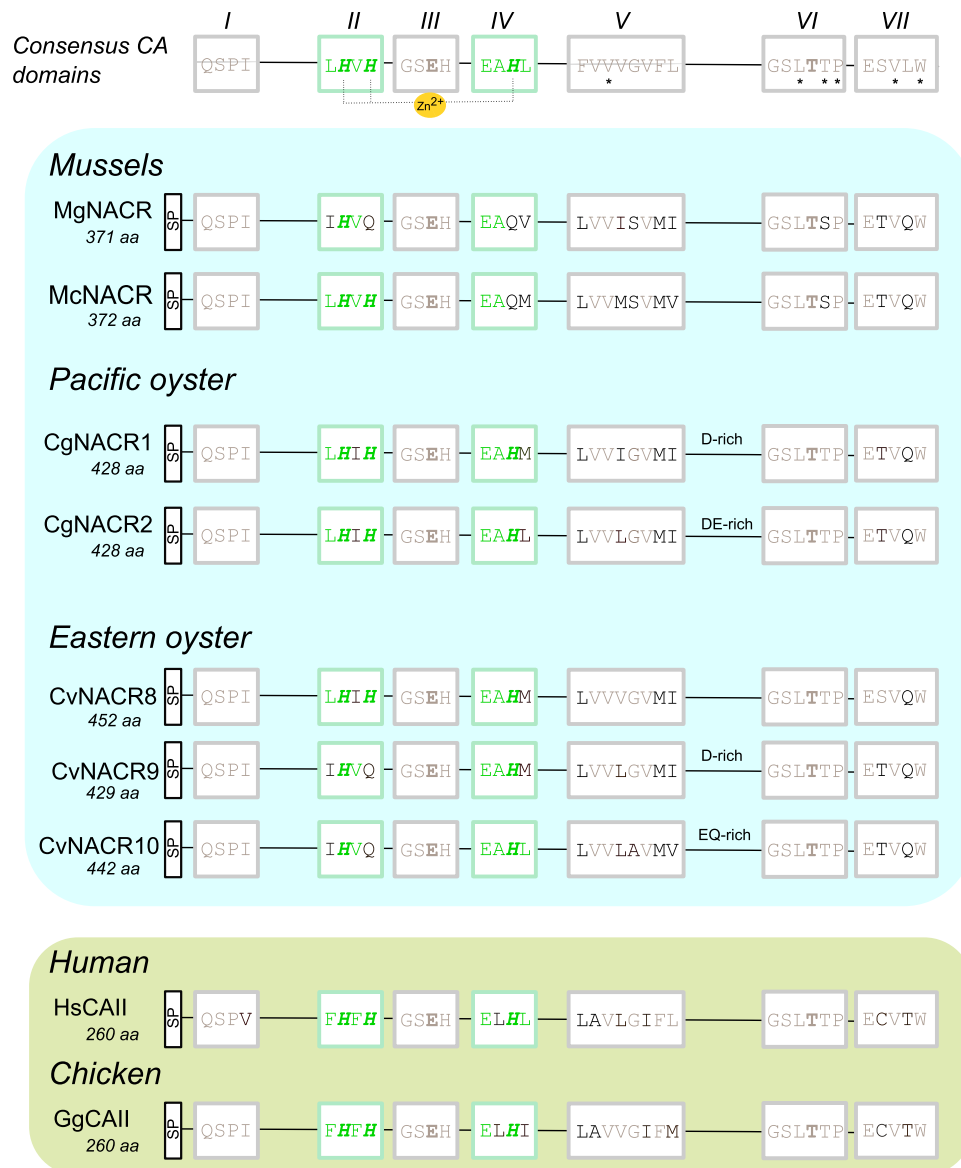 I II III IV V VI VII
Consensus CA domains QSPI LHVH GSEH EAHL FVVVGVFL GSLTTP ESVLW
* * * * * *
Zn2+
Mussels
MgNACR SP QSPI IHVQ GSEH EAQV LVVISVMI GSLTSP ETVQW
371 aa
McNACR SP QSPI LHVH GSEH EAQM LVVMSVMV GSLTSP ETVQW
372 aa
Pacific oyster
CgNACR1 SP QSPI LHIH GSEH EAHM LVVIGVMI D-rich GSLTTP ETVQW
428 aa
CgNACR2 SP QSPI LHIH GSEH EAHL LVVLGVMI DE-rich GSLTTP ETVQW
428 aa
Eastern oyster
CvNACR8 SP QSPI LHIH GSEH EAHM LVVVGVMI GSLTTP ESVQW
452 aa
CvNACR9 SP QSPI IHVQ GSEH EAHM LVVLGVMI D-rich GSLTTP ETVQW
429 aa
CvNACR10 SP QSPI IHVQ GSEH EAHL LVVLAVMV EQ-rich GSLTTP ETVQW
442 aa
Human
HsCAII SP QSPV FHFH GSEH ELHL LAVLGIFL GSLTTP ECVTW
260 aa
Chicken
GgCAII SP QSPI FHFH GSEH ELHI LAVVGIFM GSLTTP ECVTW
260 aa